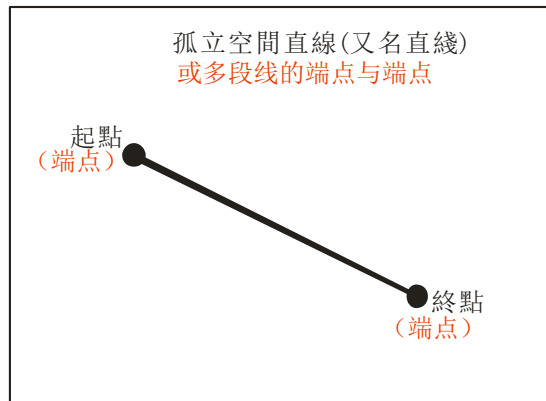 孤立空間直線(又名直綫)
或多段线的端点与端点
起點
（端点）
終點
（端点）